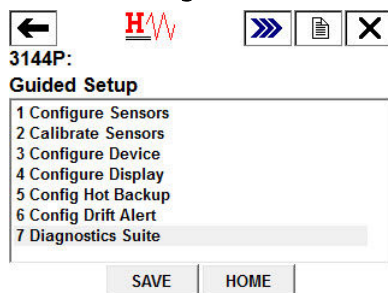 H
3144P:
Guided Setup
1 Configure Sensors
2 Calibrate Sensors
3 Configure Device
4 Configure Display
5 Config Hot Backup
6 Config Drift Alert
7 Diagnostics Suite
SAVE HOME